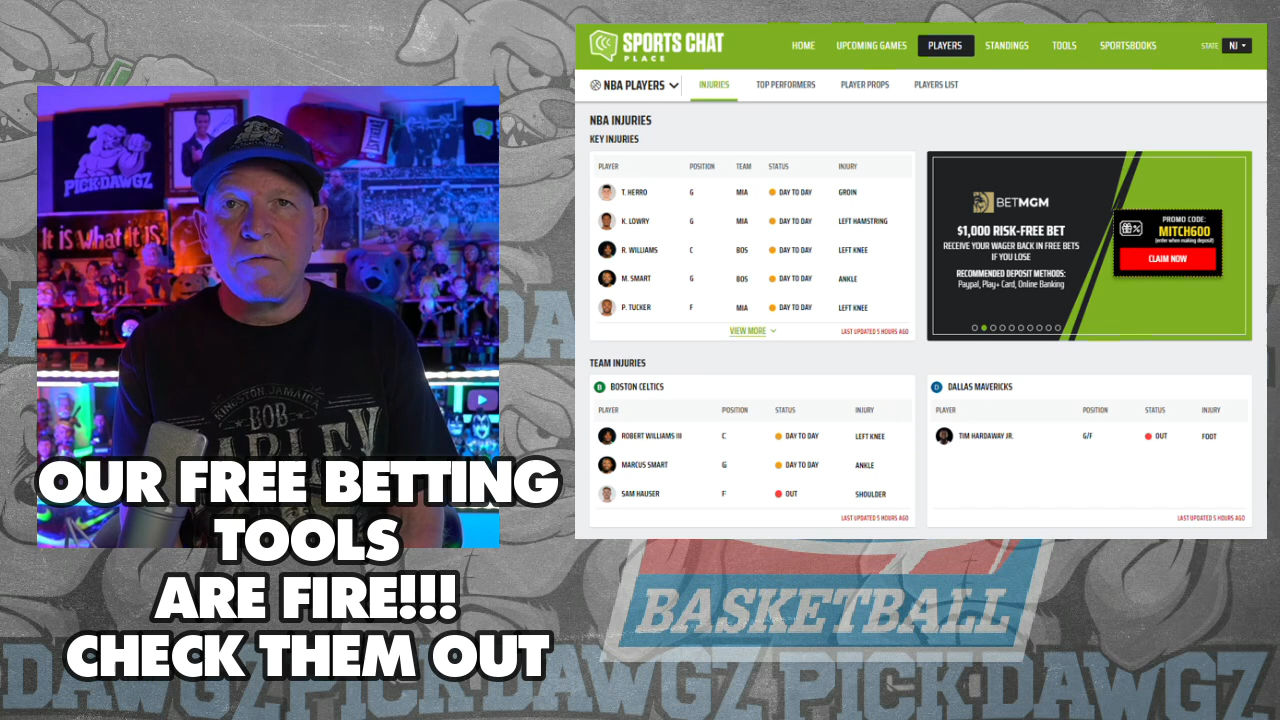 PICKDAWGZ
It is What it is
EVERLAST
KINGSTON JAMAICA
BOB
MARLEY
OUR FREE BETTING
TOOLS
ARE FIRE!!!
CHECK THEM OUT
SPORTS CHAT
PLACE
HOME UPCOMING GAMES PLAYERS STANDINGS TOOLS SPORTSBOOKS STATE NJ
NBA PLAYERS INJURIES TOP PERFORMERS PLAYER PROPS PLAYERS LIST
NBA INJURIES
KEY INJURIES
PLAYER POSITION TEAM STATUS INJURY
T. HERRO G MIA DAY TO DAY GROIN
K. LOWRY G MIA DAY TO DAY LEFT HAMSTRING
R. WILLIAMS C BOS DAY TO DAY LEFT KNEE
M. SMART G BOS DAY TO DAY ANKLE
P. TUCKER F MIA DAY TO DAY LEFT KNEE
VIEW MORE LAST UPDATED 5 HOURS AGO
BETMGM
$1,000 RISK-FREE BET
RECEIVE YOUR WAGER BACK IN FREE BETS
IF YOU LOSE
RECOMMENDED DEPOSIT METHODS:
Paypal, Play+ Card, Online Banking
PROMO CODE:
MITCH600
(enter when making deposit)
CLAIM NOW
TEAM INJURIES
B BOSTON CELTICS
PLAYER POSITION STATUS INJURY
ROBERT WILLIAMS III C DAY TO DAY LEFT KNEE
MARCUS SMART G DAY TO DAY ANKLE
SAM HAUSER F OUT SHOULDER
LAST UPDATED 5 HOURS AGO
D DALLAS MAVERICKS
PLAYER POSITION STATUS INJURY
TIM HARDAWAY JR. G/F OUT FOOT
LAST UPDATED 5 HOURS AGO
BASKETBALL
DAWGZ PICKDAWGZ PICKDAWGZ